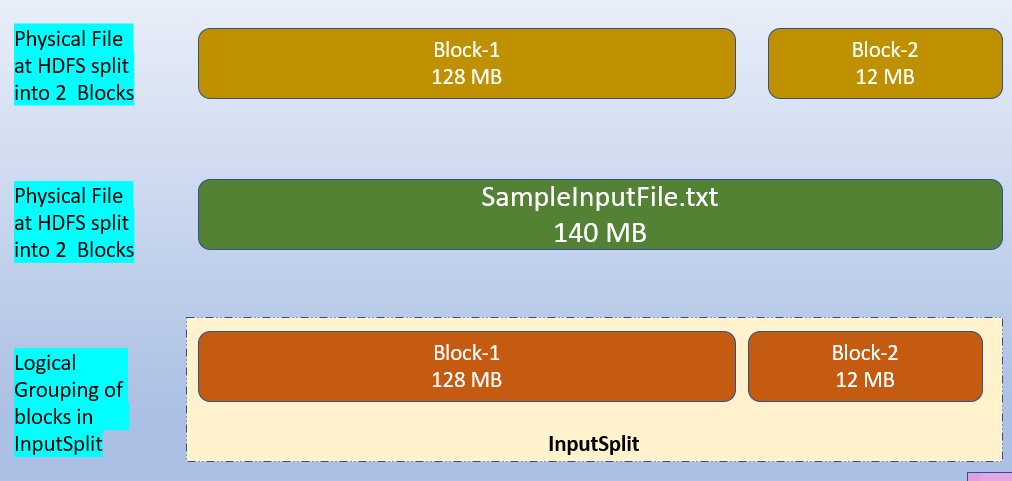 Physical File
at HDFS split
into 2 Blocks
Block-1
128 MB
Block-2
12 MB
Physical File
at HDFS split
into 2 Blocks
SampleInputFile.txt
140 MB
Logical
Grouping of
blocks in
InputSplit
Block-1
128 MB
Block-2
12 MB
InputSplit